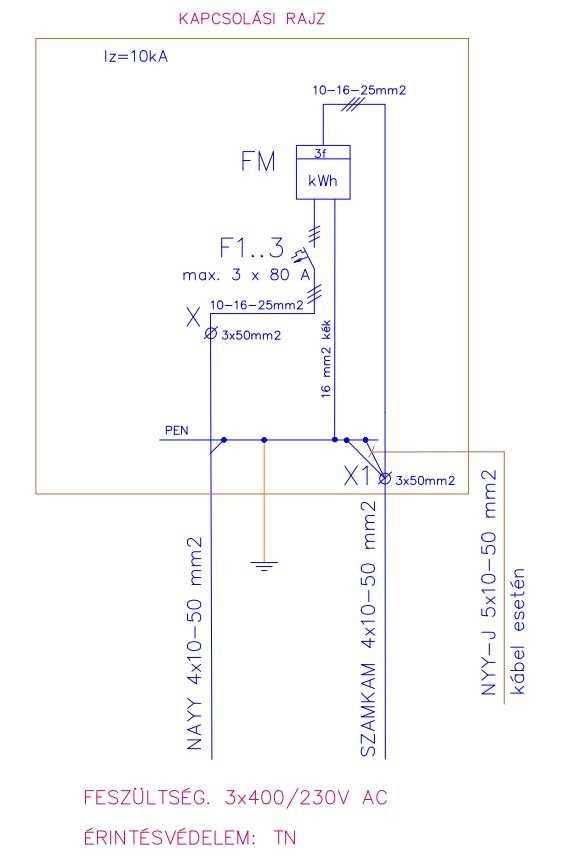 KAPCSOLÁSI RAJZ
Iz=10kA
10-16-25mm2
3f
FM
kWh
F1..3
max. 3 x 80 A
10-16-25mm2
X
3x50mm2
16 mm2 kék
PEN
X1
3x50mm2
NAYY 4x10-50 mm2
SZAMKAM 4x10-50 mm2
NYY-J 5x10-50 mm2
kábel esetén
FESZÜLTSÉG. 3x400/230V AC
ÉRINTÉSVÉDELEM: TN